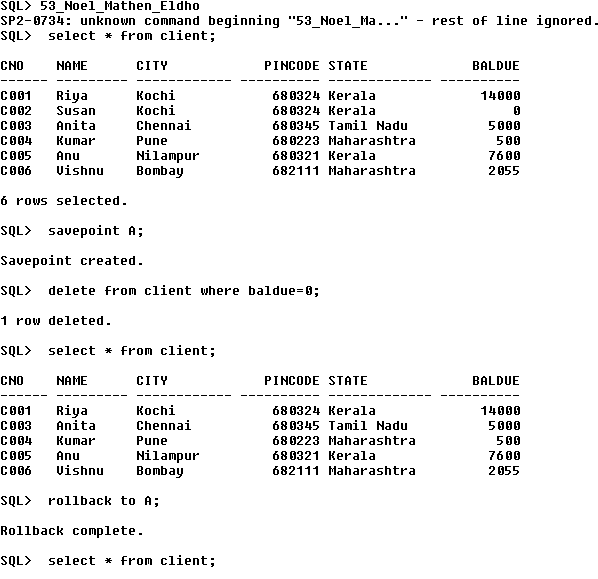 SQL> 53_Noel_Mathen_Eldho
SP2-0734: unknown command beginning "53_Noel_Ma..." - rest of line ignored.
SQL>  select * from client;
CNO    NAME      CITY            PINCODE STATE            BALDUE
------ --------- ------------ ---------- ------------- ---------
C001   Riya      Kochi            680324 Kerala            14000
C002   Susan     Kochi            680324 Kerala                0
C003   Anita     Chennai          680345 Tamil Nadu         5000
C004   Kumar     Pune             680223 Maharashtra         500
C005   Anu       Nilampur         680321 Kerala             7600
C006   Vishnu    Bombay           682111 Maharashtra        2055
6 rows selected.
SQL>  savepoint A;
Savepoint created.
SQL>  delete from client where baldue=0;
1 row deleted.
SQL>  select * from client;
CNO    NAME      CITY            PINCODE STATE            BALDUE
------ --------- ------------ ---------- ------------- ---------
C001   Riya      Kochi            680324 Kerala            14000
C003   Anita     Chennai          680345 Tamil Nadu         5000
C004   Kumar     Pune             680223 Maharashtra         500
C005   Anu       Nilampur         680321 Kerala             7600
C006   Vishnu    Bombay           682111 Maharashtra        2055
SQL>  rollback to A;
Rollback complete.
SQL>  select * from client;